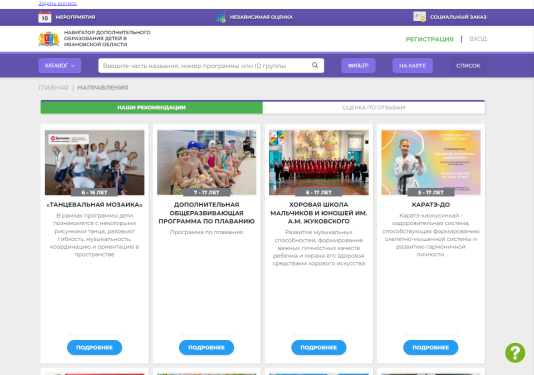 Задать вопрос
10 МЕРОПРИЯТИЯ
НЕЗАВИСИМАЯ ОЦЕНКА
СОЦИАЛЬНЫЙ ЗАКАЗ
НАВИГАТОР ДОПОЛНИТЕЛЬНОГО
ОБРАЗОВАНИЯ ДЕТЕЙ В
ИВАНОВСКОЙ ОБЛАСТИ
РЕГИСТРАЦИЯ | ВХОД
КАТАЛОГ
Введите часть названия, номер программы или ID группы
ФИЛЬТР
НА КАРТЕ
СПИСОК
ГЛАВНАЯ | НАПРАВЛЕНИЯ
НАШИ РЕКОМЕНДАЦИИ
ОЦЕНКА ПО ОТЗЫВАМ
6 - 16 ЛЕТ
«ТАНЦЕВАЛЬНАЯ МОЗАИКА»
В рамках программы дети
познакомятся с некоторыми
рисунками танца, разовьют
гибкость, музыкальность,
координацию и ориентацию в
пространстве
ПОДРОБНЕЕ
7 - 17 ЛЕТ
ДОПОЛНИТЕЛЬНАЯ
ОБЩЕРАЗВИВАЮЩАЯ
ПРОГРАММА ПО ПЛАВАНИЮ
Программа по плаванию
ПОДРОБНЕЕ
6 - 17 ЛЕТ
ХОРОВАЯ ШКОЛА
МАЛЬЧИКОВ И ЮНОШЕЙ ИМ.
А.М. ЖУКОВСКОГО
Развитие музыкальных
способностей, формирование
важных личностных качеств
ребёнка и охрана его здоровья
средствами хорового искусства
ПОДРОБНЕЕ
5 - 17 ЛЕТ
КАРАТЭ-ДО
Каратэ-киокусинкай -
оздоровительная система,
способствующая формированию
скелетно-мышечной системы и
развитию гармоничной
личности.
ПОДРОБНЕЕ
?